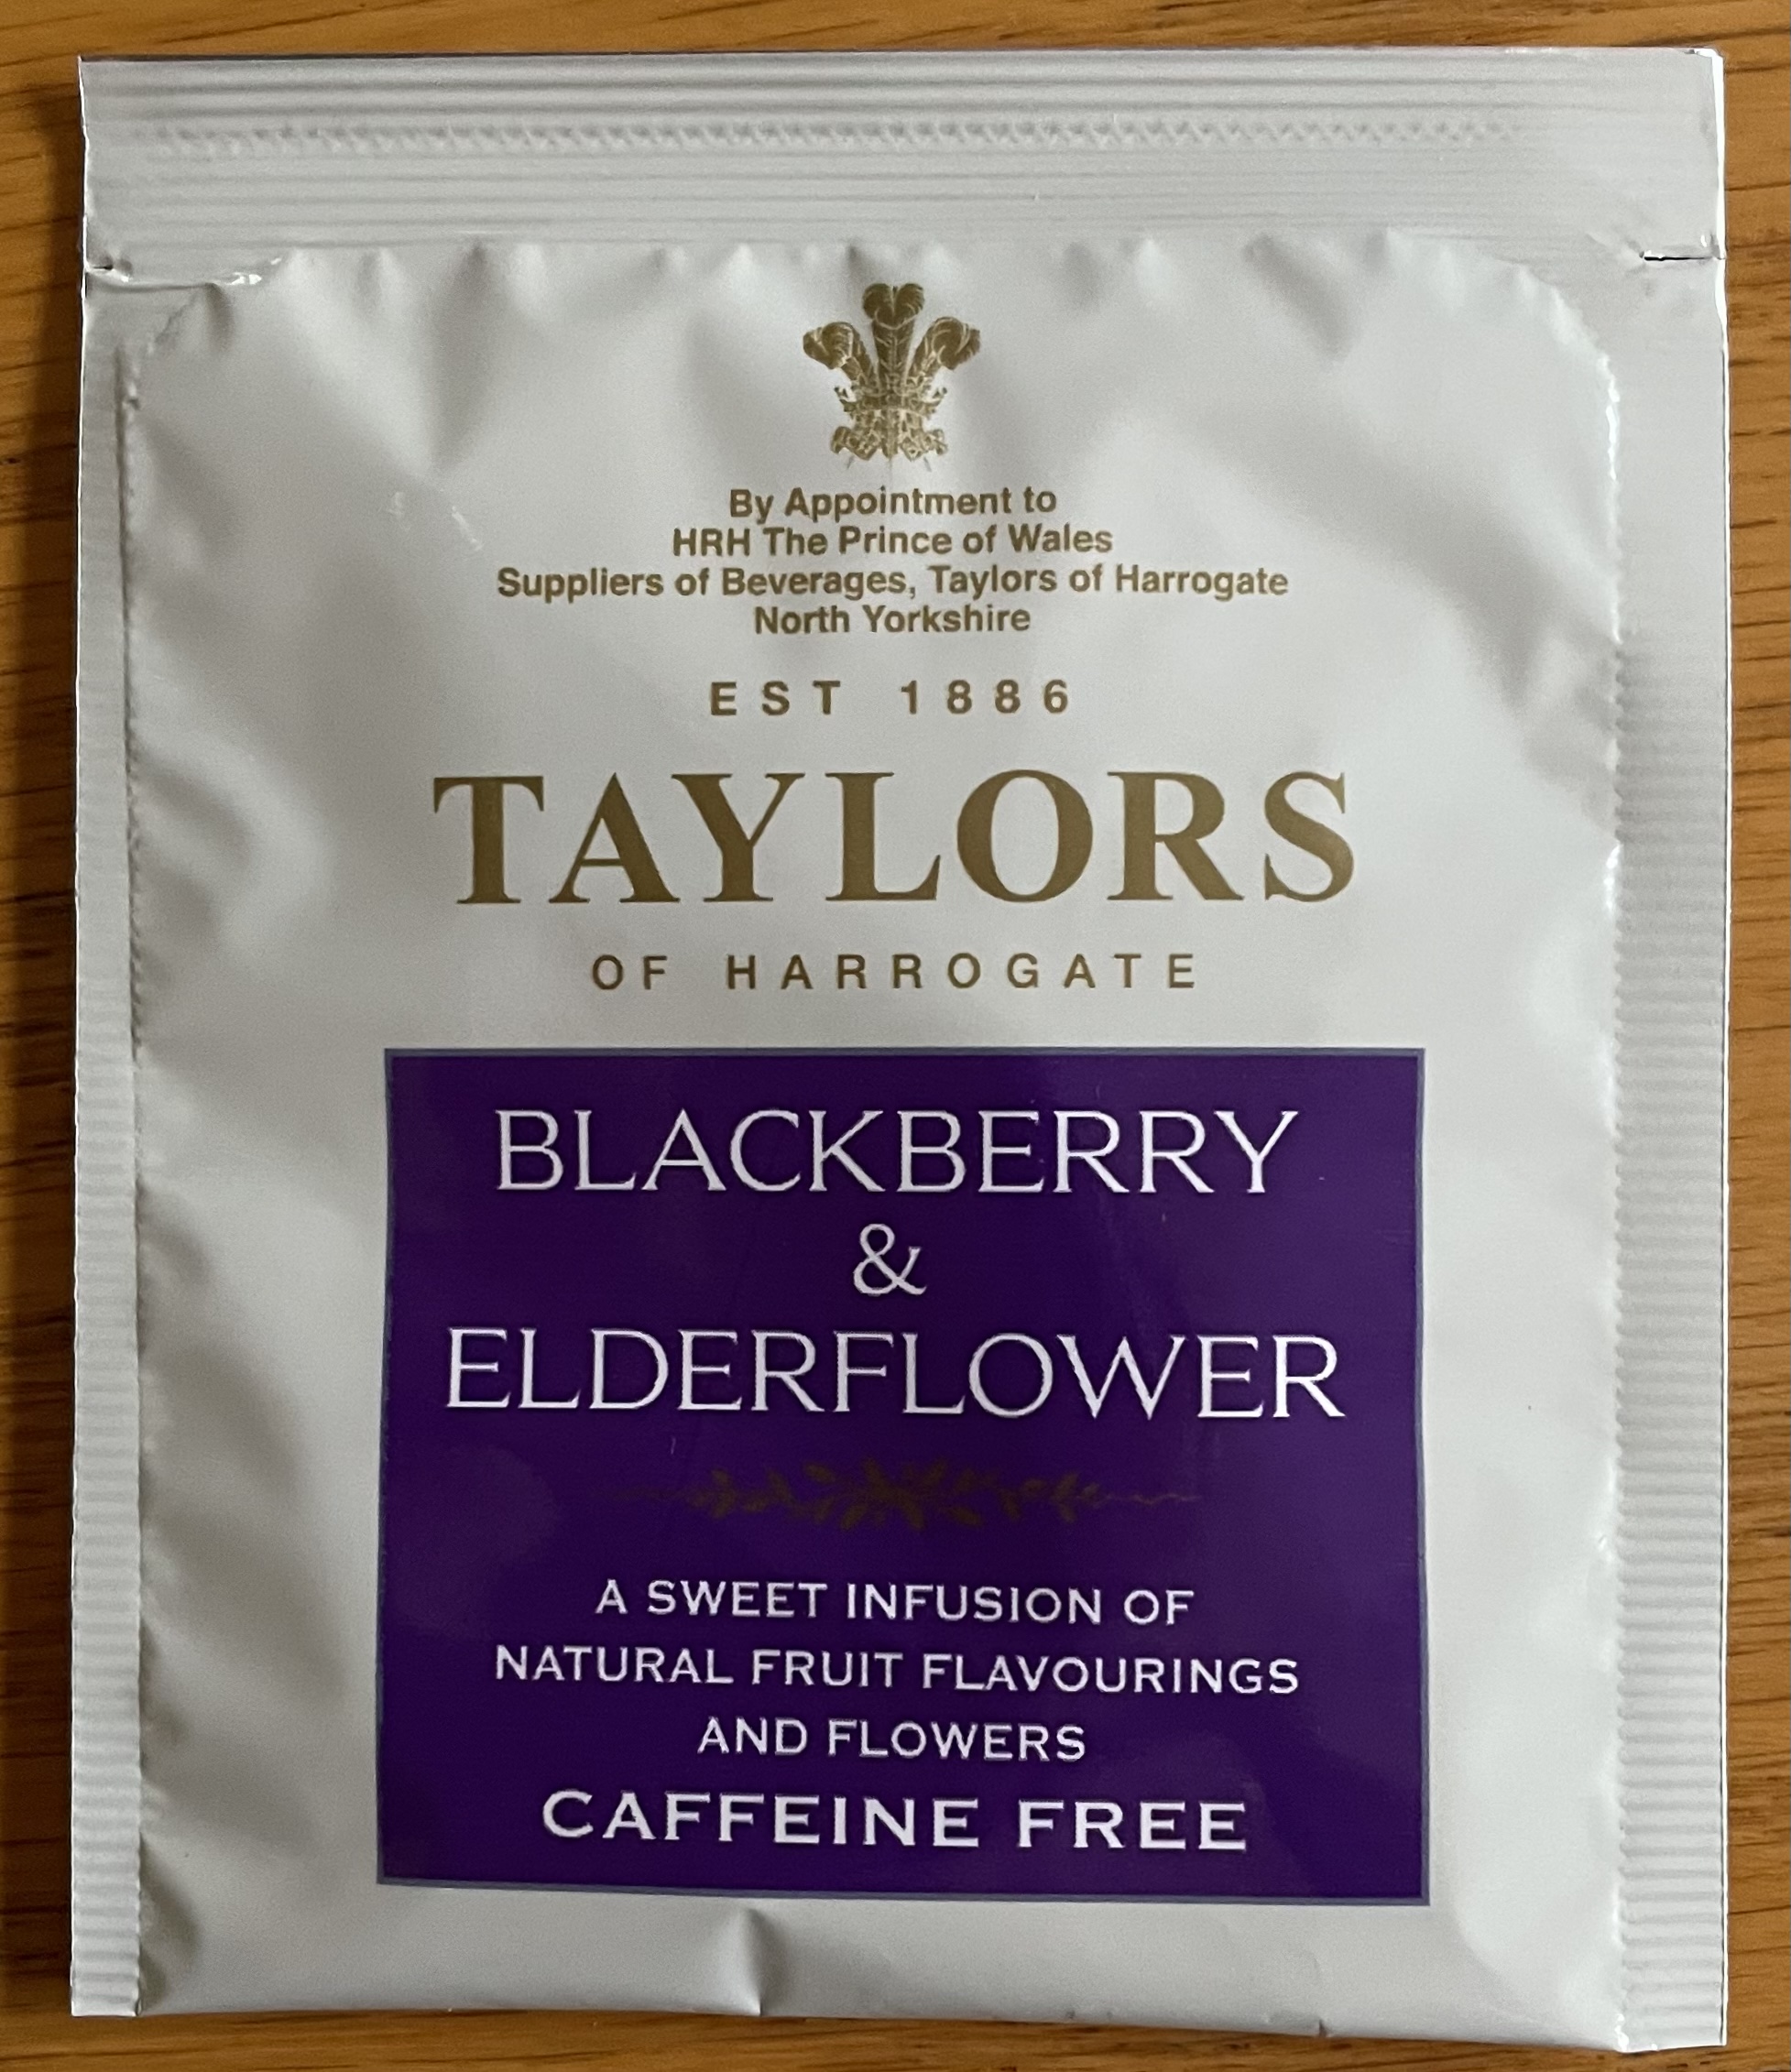 By Appointment to
HRH The Prince of Wales
Suppliers of Beverages, Taylors of Harrogate
North Yorkshire
EST 1886
TAYLORS
OF HARROGATE
BLACKBERRY
&
ELDERFLOWER
A SWEET INFUSION OF
NATURAL FRUIT FLAVOURINGS
AND FLOWERS
CAFFEINE FREE